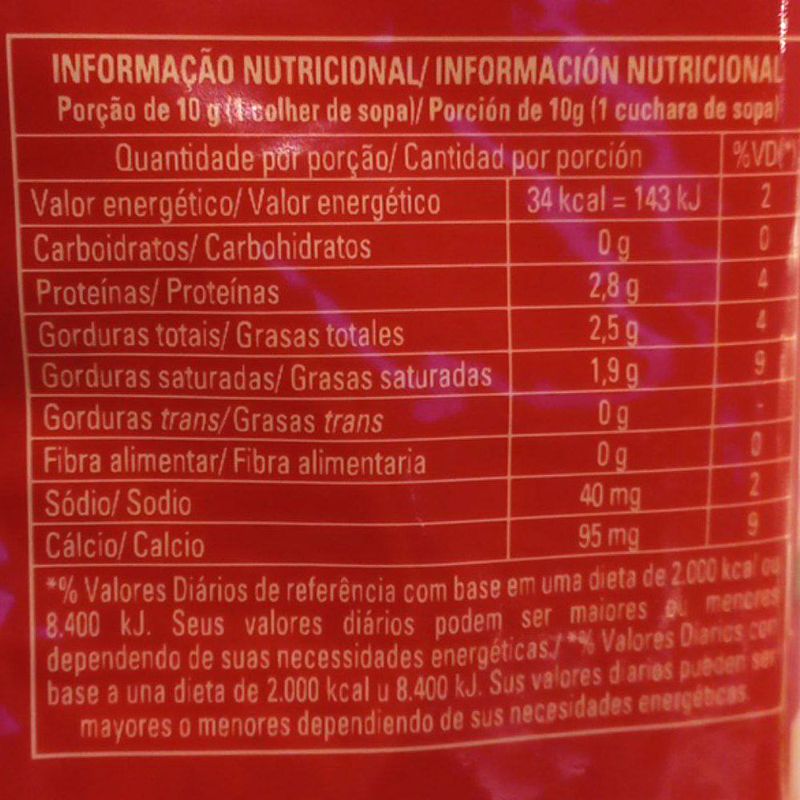 INFORMAÇÃO NUTRICIONAL/ INFORMACIÓN NUTRICIONAL
Porção de 10 g (1 colher de sopa)/ Porción de 10g (1 cuchara de sopa)
Quantidade por porção/ Cantidad por porción %VD(*)
Valor energético/ Valor energético 34 kcal = 143 kJ 2
Carboidratos/ Carbohidratos 0 g 0
Proteínas/ Proteínas 2,8 g 4
Gorduras totais/ Grasas totales 2,5 g 4
Gorduras saturadas/ Grasas saturadas 1,9 g 9
Gorduras trans/ Grasas trans 0 g -
Fibra alimentar/ Fibra alimentaria 0 g 0
Sódio/ Sodio 40 mg 2
Cálcio/ Calcio 95 mg 9
*% Valores Diários de referência com base em uma dieta de 2.000 kcal ou
8.400 kJ. Seus valores diários podem ser maiores ou menores
dependendo de suas necessidades energéticas./ *% Valores Diarios con
base a una dieta de 2.000 kcal u 8.400 kJ. Sus valores diarios pueden ser
mayores o menores dependiendo de sus necesidades energéticas.